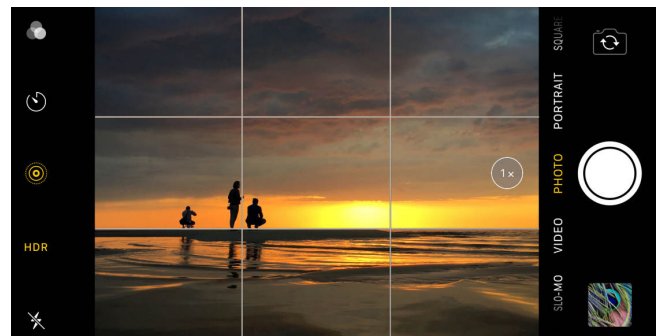 HDR
1×
SQUARE
PORTRAIT
PHOTO
VIDEO
SLO-MO